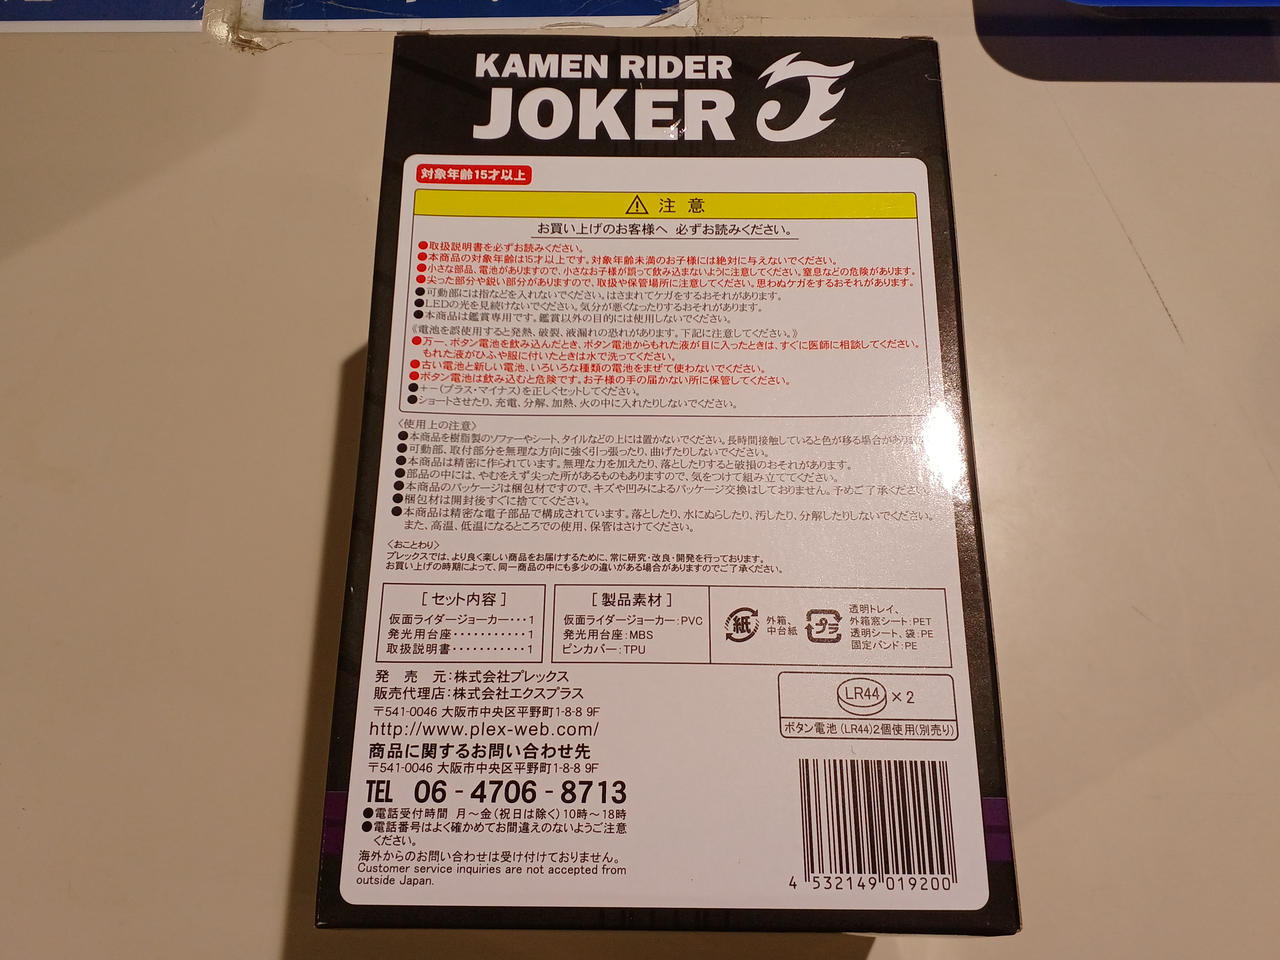 KAMEN RIDER
JOKER
対象年齢15才以上
注 意
お買い上げのお客様へ 必ずお読みください。
●取扱説明書を必ずお読みください。
●本商品の対象年齢は15才以上です。対象年齢未満のお子様には絶対に与えないでください。
●小さな部品、電池がありますので、小さなお子様が誤って飲み込まないように注意してください。窒息などの危険があります。
●尖った部分や鋭い部分がありますので、取扱や保管場所に注意してください。思わぬケガをするおそれがあります。
●可動部には指などを入れないでください。はさまれてケガをするおそれがあります。
●LEDの光を見続けないでください。気分が悪くなったりするおそれがあります。
●本商品は鑑賞専用です。鑑賞以外の目的には使用しないでください。
《電池を誤使用すると発熱、破裂、液漏れの恐れがあります。下記に注意してください。》
●万一、ボタン電池を飲み込んだとき、ボタン電池からもれた液が目に入ったときは、すぐに医師に相談してください。
もれた液がひふや服に付いたときは水で洗ってください。
●古い電池と新しい電池、いろいろな種類の電池をまぜて使わないでください。
●ボタン電池は飲み込むと危険です。お子様の手の届かない所に保管してください。
●＋－(プラス・マイナス)を正しくセットしてください。
●ショートさせたり、充電、分解、加熱、火の中に入れたりしないでください。
〈使用上の注意〉
●本商品を樹脂製のソファーやシート、タイルなどの上には置かないでください。長時間接触していると色が移る場合があり
●可動部、取付部分を無理な方向に強く引っ張ったり、曲げたりしないでください。
●本商品は精密に作られています。無理な力を加えたり、落としたりすると破損のおそれがあります。
●部品の中には、やむをえず尖った所があるものもありますので、気をつけて組み立ててください。
●本商品のパッケージは梱包材ですので、キズや凹みによるパッケージ交換はしておりません。予めご了承ください。
●梱包材は開封後すぐに捨ててください。
●本商品は精密な電子部品で構成されています。落としたり、水にぬらしたり、汚したり、分解したりしないでください。
また、高温、低温になるところでの使用、保管はさけてください。
〈おことわり〉
プレックスでは、より良く楽しい商品をお届けするために、常に研究・改良・開発を行っております。
お買い上げの時期によって、同一商品の中にも多少の違いがある場合がありますのでご了承ください。
［セット内容］
仮面ライダージョーカー・・・1
発光用台座・・・・・・・・・・・1
取扱説明書・・・・・・・・・・・1
［製品素材］
仮面ライダージョーカー:PVC
発光用台座:MBS
ピンカバー:TPU
紙
外箱、
中台紙
プラ
透明トレイ、
外箱窓シート:PET
透明シート、袋:PE
固定バンド:PE
発 売 元:株式会社プレックス
販売代理店:株式会社エクスプラス
〒541-0046 大阪市中央区平野町1-8-8 9F
http://www.plex-web.com/
LR44 ×2
ボタン電池(LR44)2個使用(別売り)
商品に関するお問い合わせ先
〒541-0046 大阪市中央区平野町1-8-8 9F
TEL 06-4706-8713
●電話受付時間 月～金(祝日は除く)10時～18時
●電話番号はよく確かめてお間違えのないようご注意
ください。
海外からのお問い合わせは受け付けておりません。
Customer service inquiries are not accepted from
outside Japan.
4 532149 019200